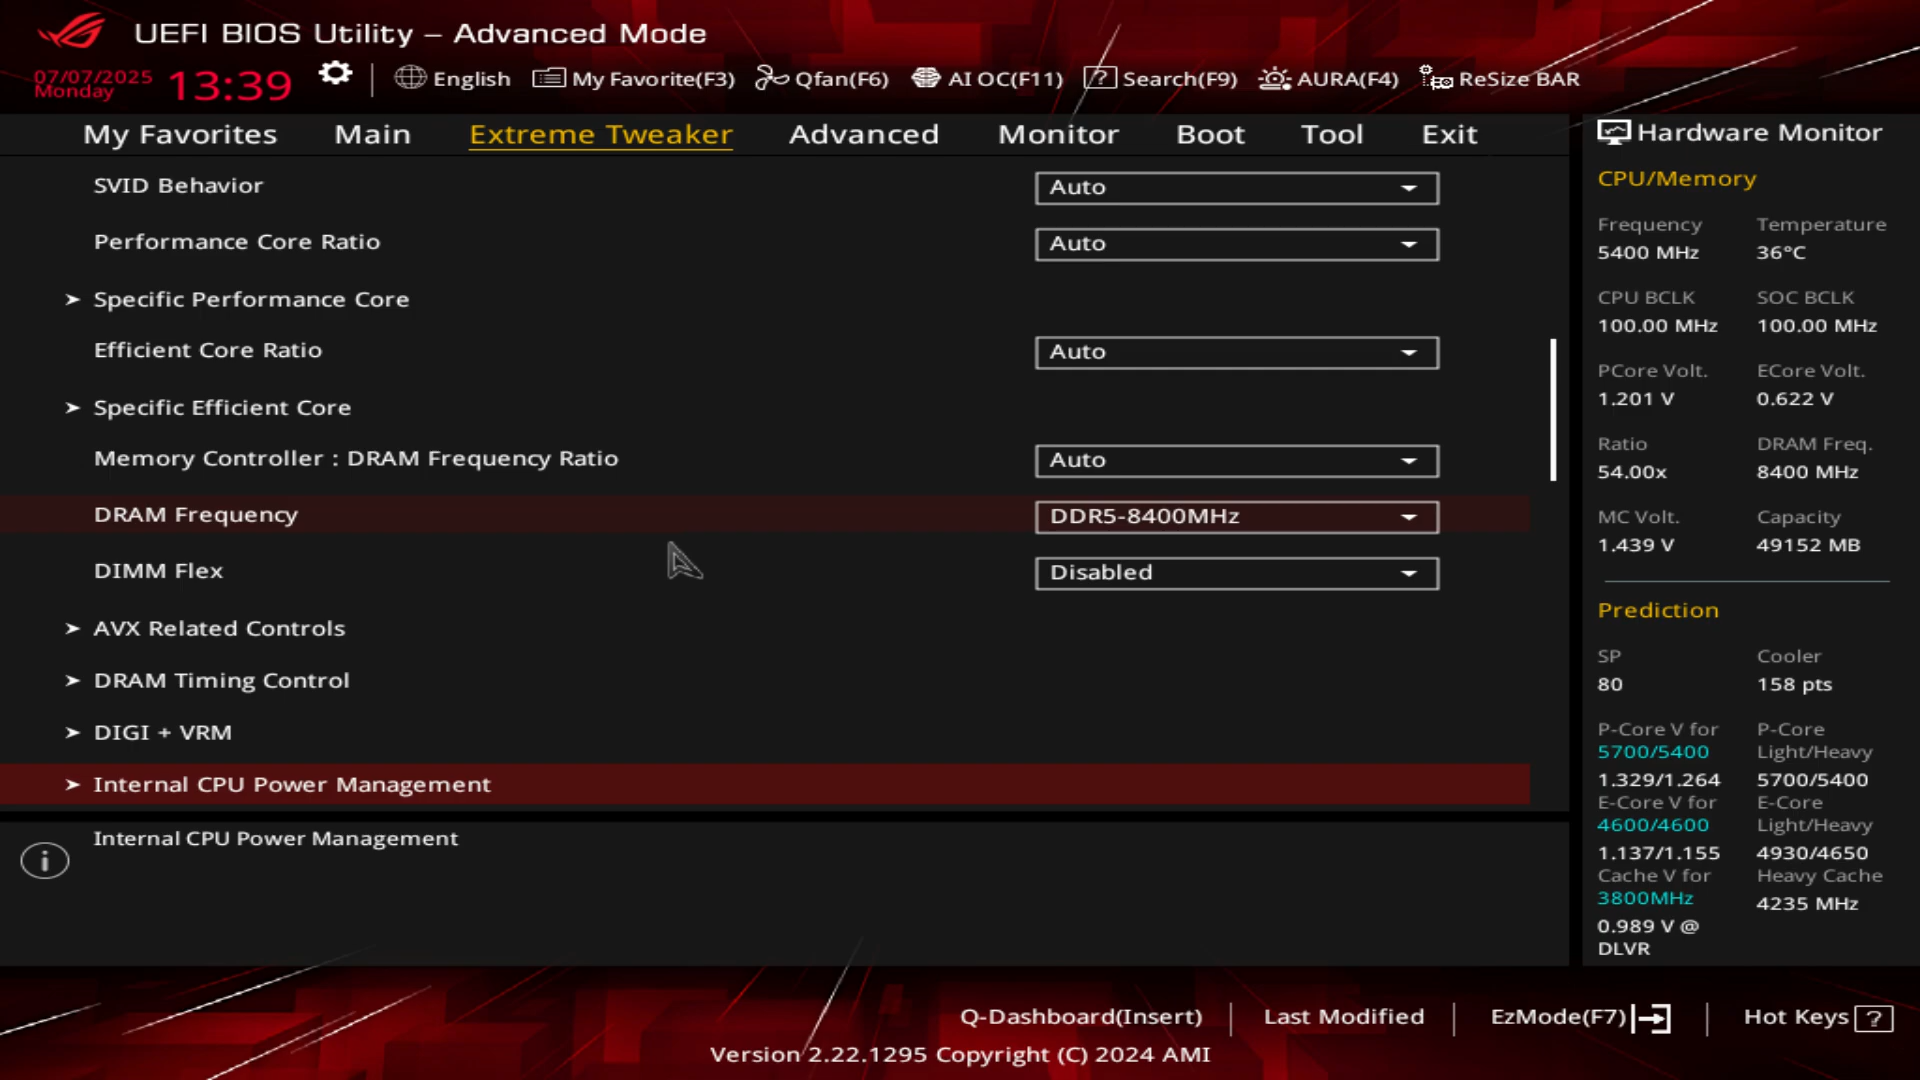 UEFI BIOS Utility – Advanced Mode
07/07/2025
Monday
13:39
English
My Favorite(F3)
Qfan(F6)
AI OC(F11)
?
Search(F9)
AURA(F4)
ReSize BAR
My Favorites
Main
Extreme Tweaker
Advanced
Monitor
Boot
Tool
Exit
SVID Behavior
Auto
Performance Core Ratio
Auto
Specific Performance Core
Efficient Core Ratio
Auto
Specific Efficient Core
Memory Controller : DRAM Frequency Ratio
Auto
DRAM Frequency
DDR5-8400MHz
DIMM Flex
Disabled
AVX Related Controls
DRAM Timing Control
DIGI + VRM
Internal CPU Power Management
i
Internal CPU Power Management
Hardware Monitor
CPU/Memory
Frequency
Temperature
5400 MHz
36°C
CPU BCLK
SOC BCLK
100.00 MHz
100.00 MHz
PCore Volt.
ECore Volt.
1.201 V
0.622 V
Ratio
DRAM Freq.
54.00x
8400 MHz
MC Volt.
Capacity
1.439 V
49152 MB
Prediction
SP
Cooler
80
158 pts
P-Core V for
P-Core
5700/5400
Light/Heavy
1.329/1.264
5700/5400
E-Core V for
E-Core
4600/4600
Light/Heavy
1.137/1.155
4930/4650
Cache V for
Heavy Cache
3800MHz
4235 MHz
0.989 V @
DLVR
Q-Dashboard(Insert)
Last Modified
EzMode(F7)
Hot Keys
?
Version 2.22.1295 Copyright (C) 2024 AMI